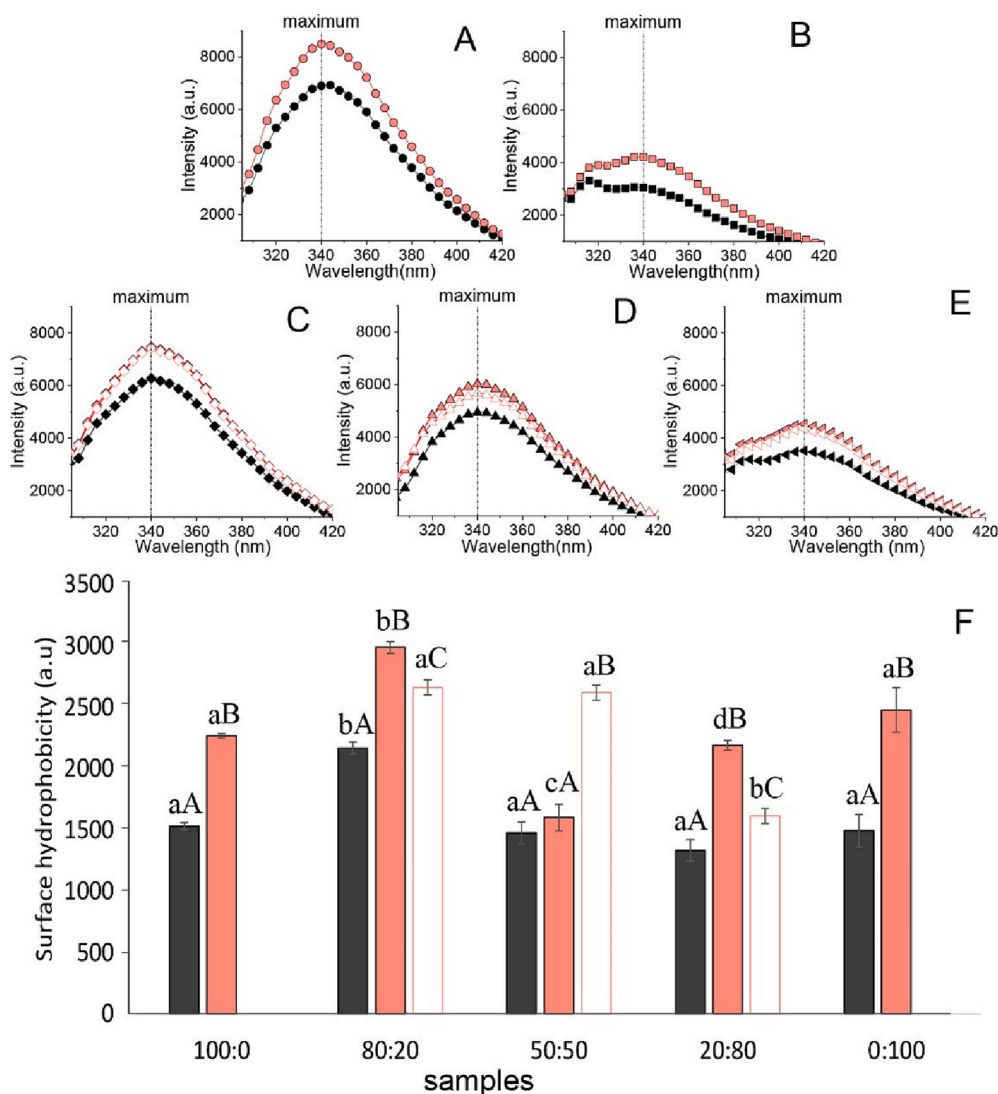 maximum
A
Intensity (a.u.)
8000
6000
4000
2000
320 340 360 380 400 420
Wavelength(nm)
maximum
B
Intensity (a.u.)
8000
6000
4000
2000
320 340 360 380 400 420
Wavelength(nm)
maximum
C
Intensity (a.u.)
8000
6000
4000
2000
320 340 360 380 400 420
Wavelength (nm)
maximum
D
Intensity (a.u.)
8000
6000
4000
2000
320 340 360 380 400 420
Wavelength (nm)
maximum
E
Intensity (a.u.)
8000
6000
4000
2000
320 340 360 380 400 420
Wavelength (nm)
F
Surface hydrophobicity (a.u)
3500
3000
2500
2000
1500
1000
500
0
aA aB
bA bB aC
aA cA aB
aA dB bC
aA aB
100:0 80:20 50:50 20:80 0:100
samples